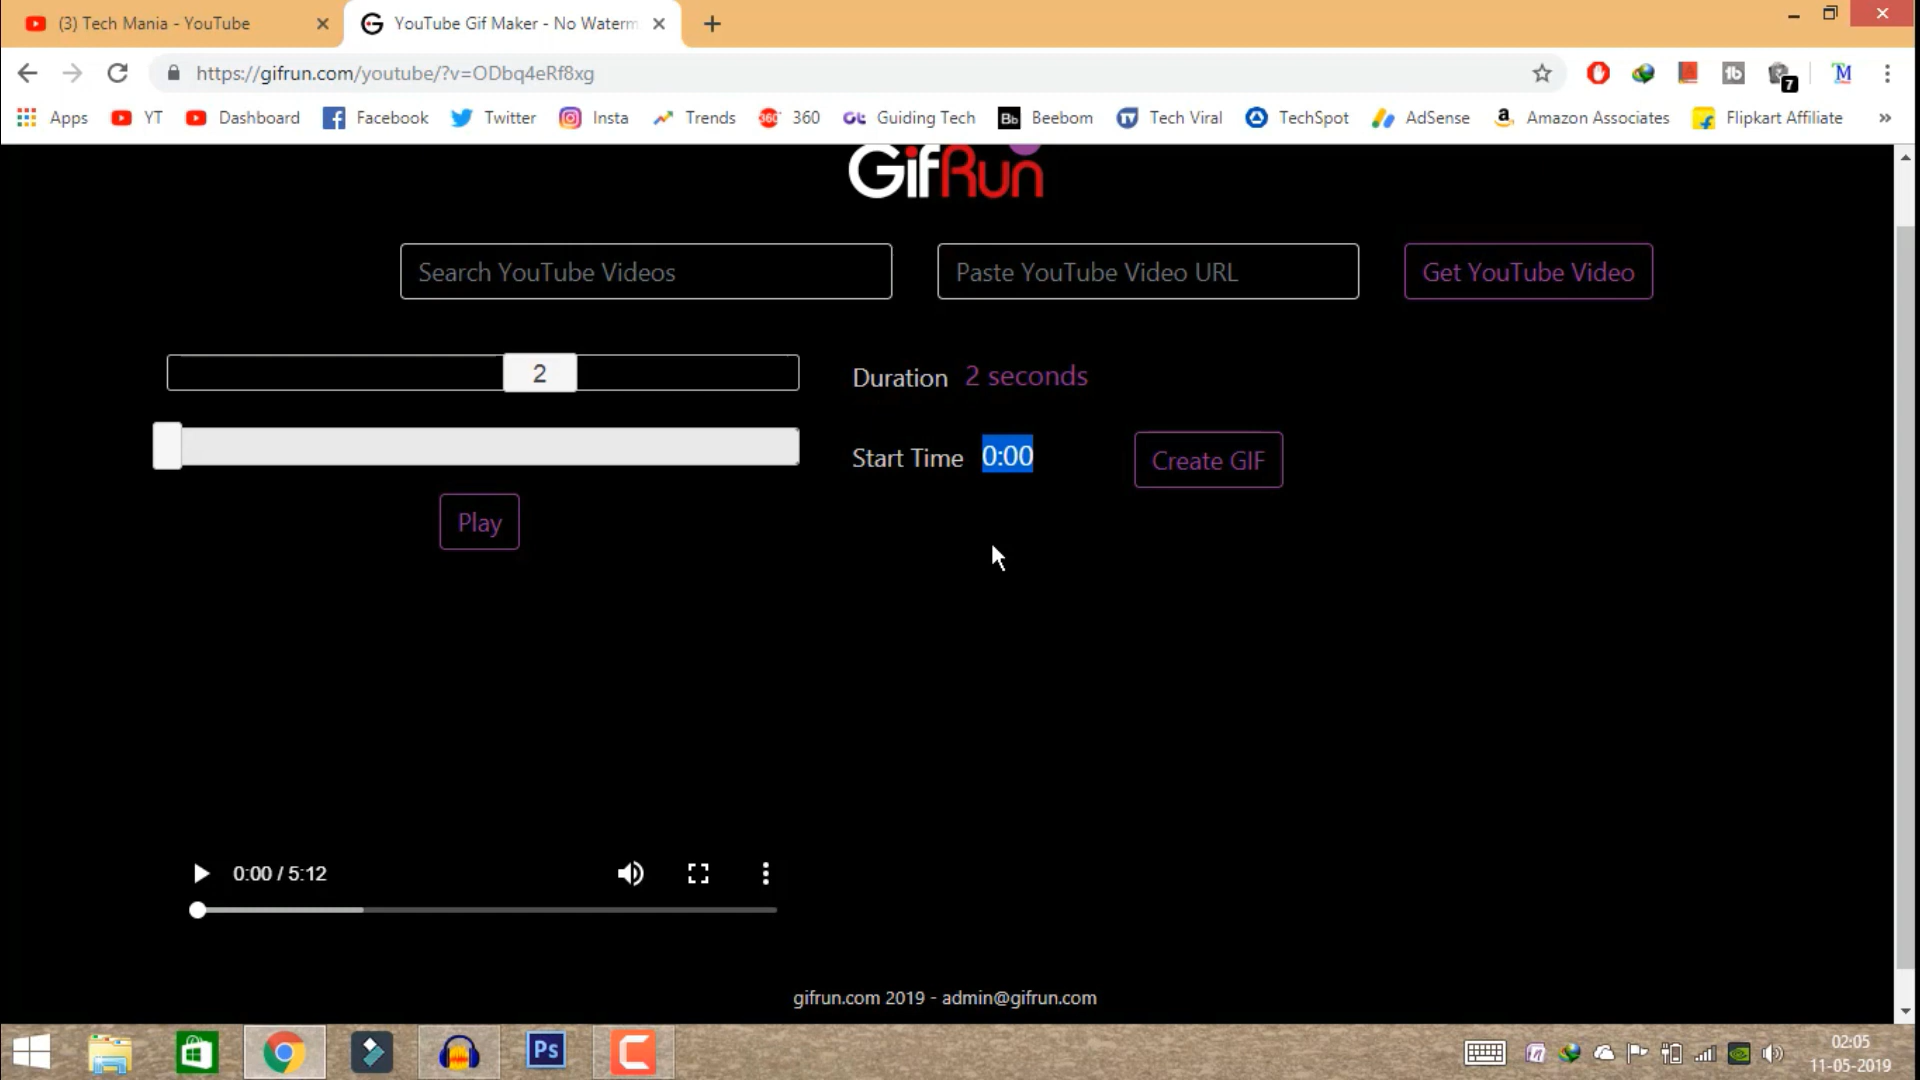 (3) Tech Mania - YouTube
YouTube Gif Maker - No Waterm
https://gifrun.com/youtube/?v=ODbq4eRf8xg
7
Apps YT Dashboard Facebook Twitter Insta Trends 360 Guiding Tech Beebom Tech Viral TechSpot AdSense Amazon Associates Flipkart Affiliate »
GifRun
Search YouTube Videos Paste YouTube Video URL Get YouTube Video
2 Duration 2 seconds
Start Time 0:00 Create GIF
Play
0:00 / 5:12
gifrun.com 2019 - admin@gifrun.com
Ps
02:05
11-05-2019